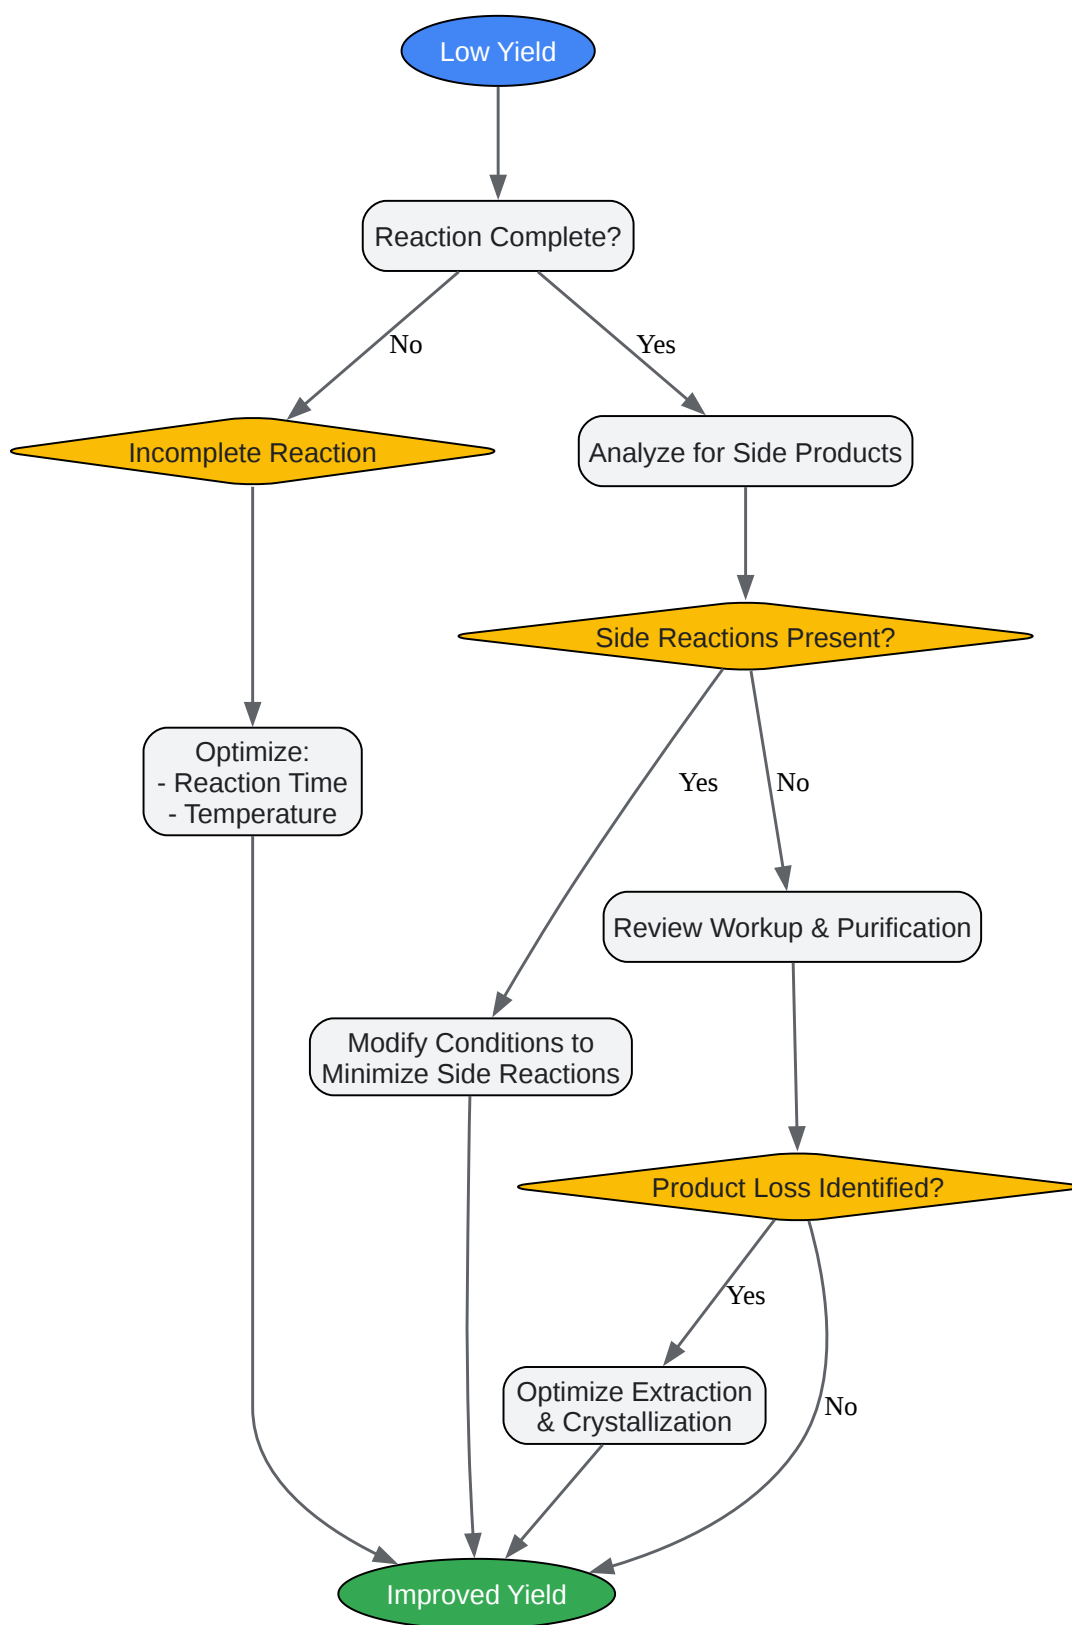 Low Yield
Reaction Complete?
No
Yes
Incomplete Reaction
Analyze for Side Products
Side Reactions Present?
Optimize:
- Reaction Time
- Temperature
Yes
No
Review Workup & Purification
Modify Conditions to
Minimize Side Reactions
Product Loss Identified?
Yes
Optimize Extraction
& Crystallization
No
Improved Yield